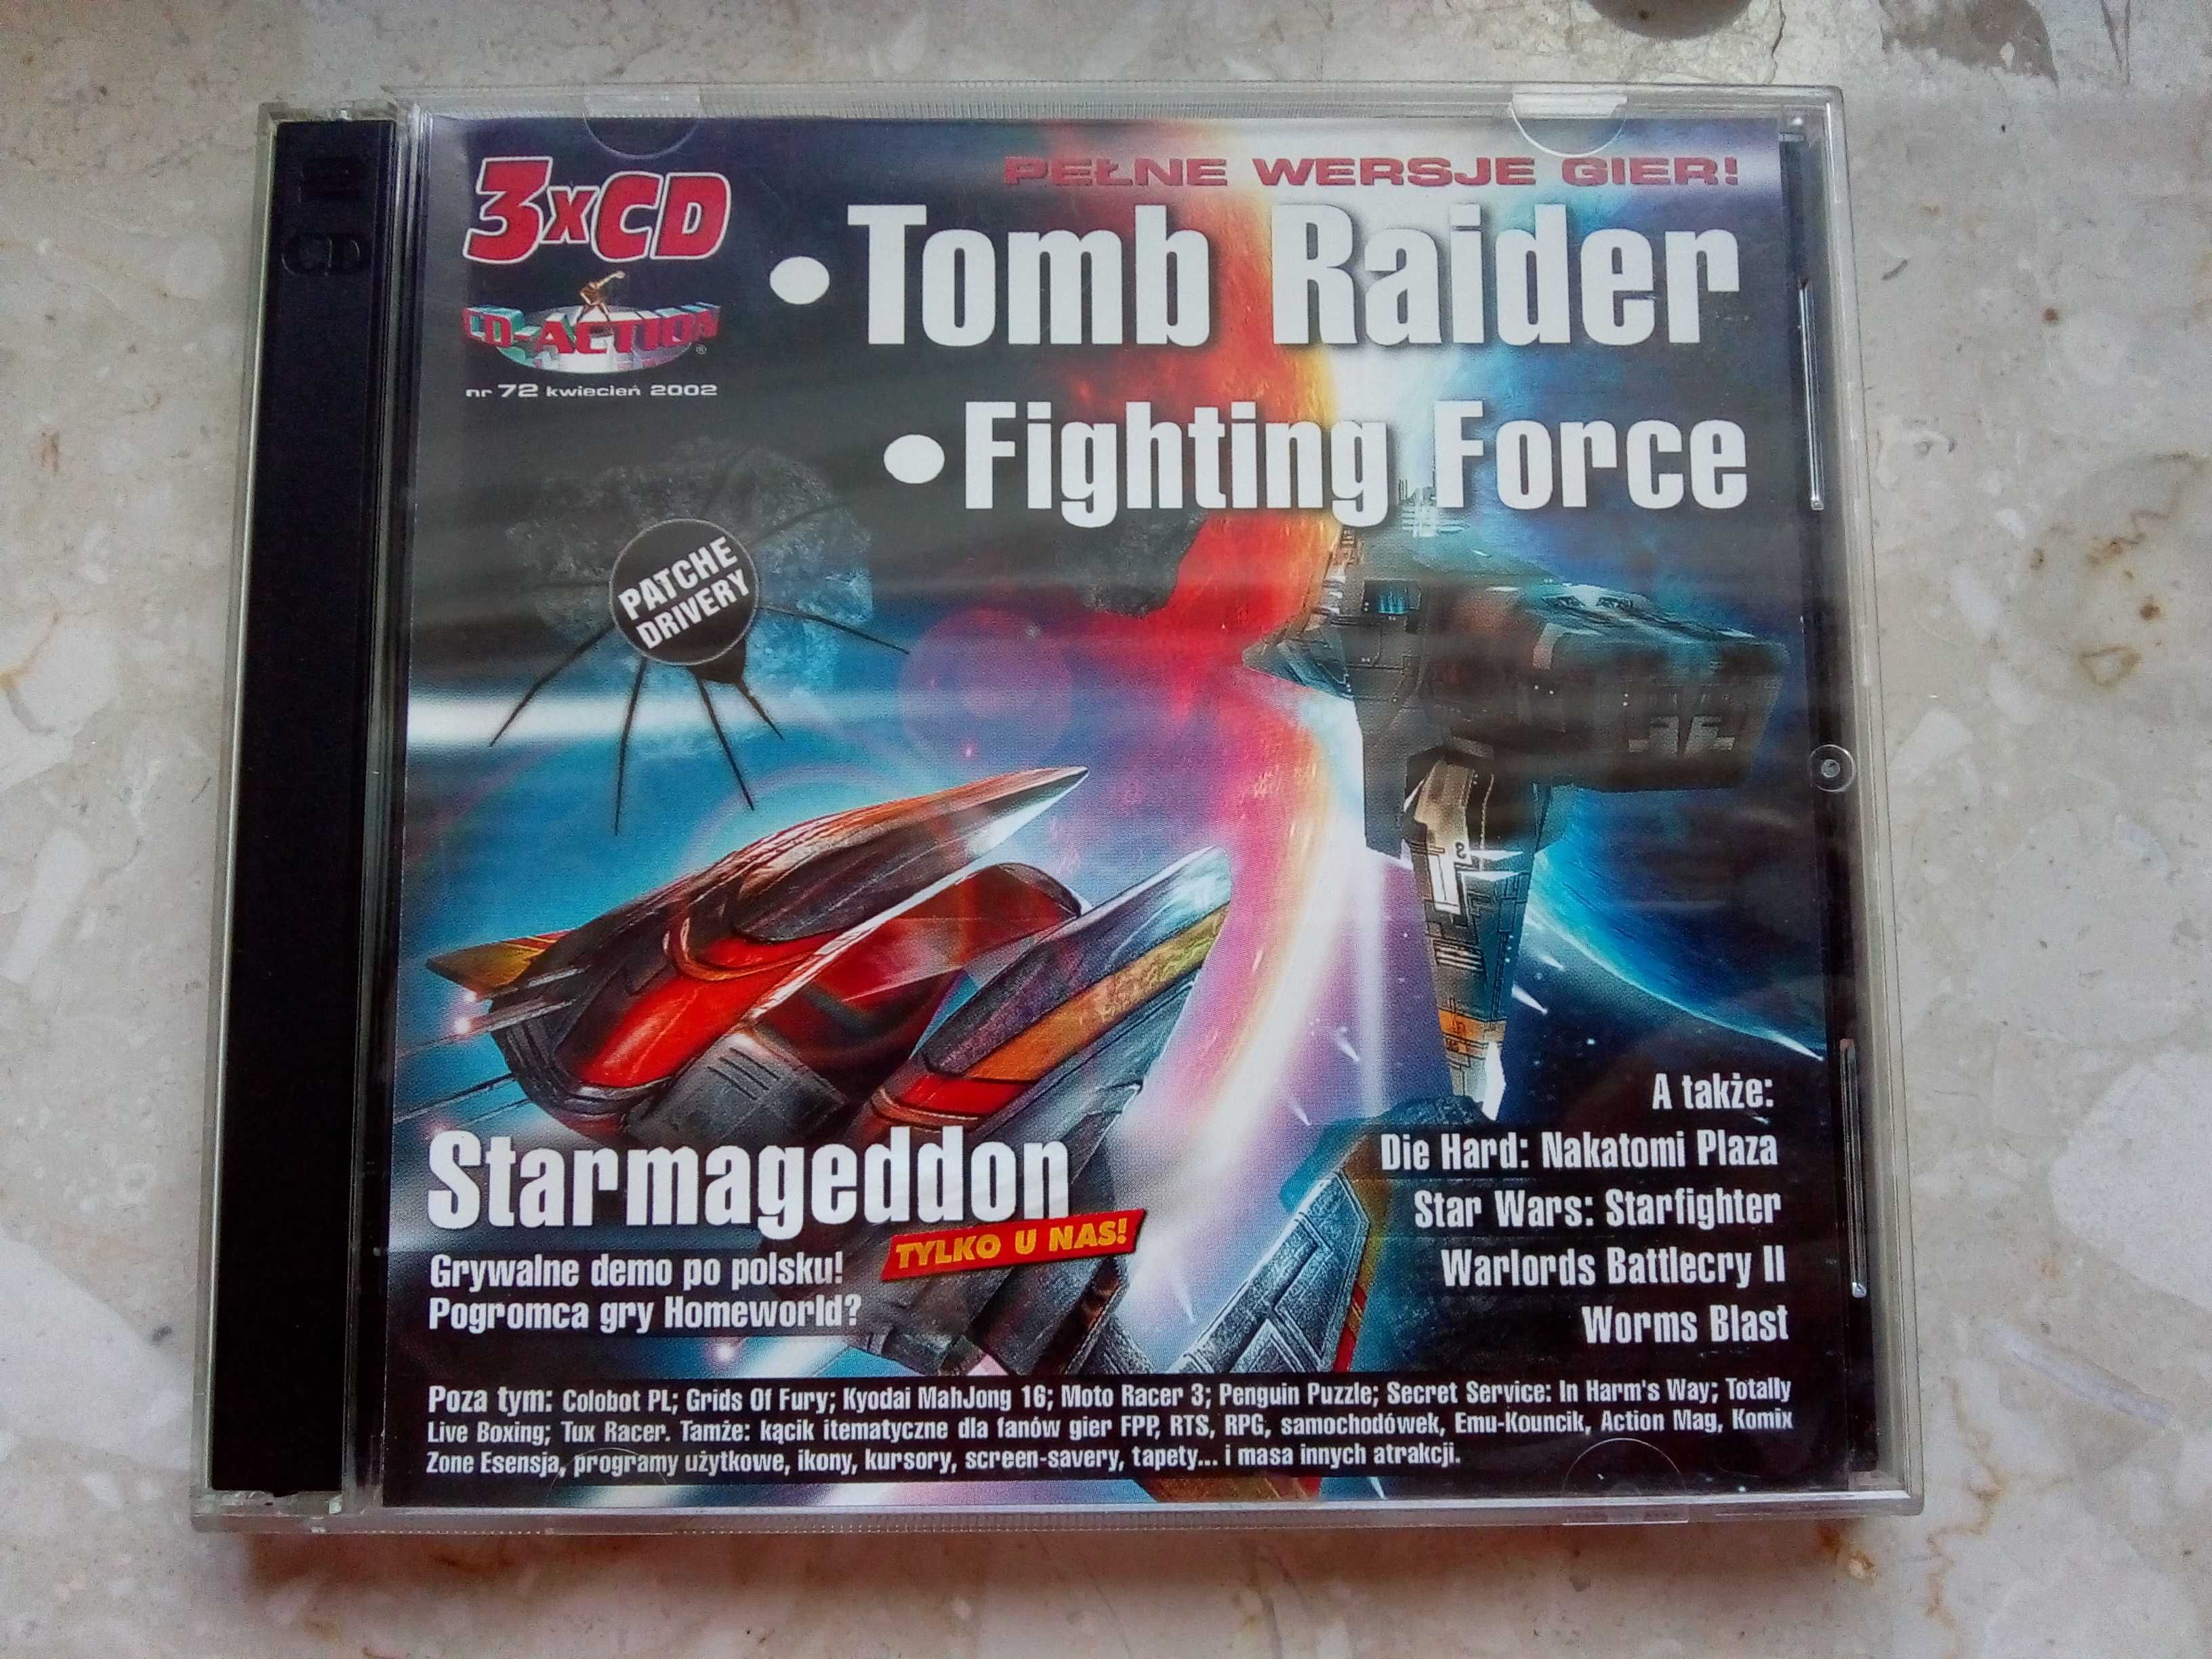 3xCD
CD-ACTION®
nr 72 kwiecień 2002
PEŁNE WERSJE GIER!
• Tomb Raider
• Fighting Force
PATCHE
DRIVERY
Starmageddon
TYLKO U NAS!
Grywalne demo po polsku!
Pogromca gry Homeworld?
A także:
Die Hard: Nakatomi Plaza
Star Wars: Starfighter
Warlords Battlecry II
Worms Blast
Poza tym: Colobot PL; Grids Of Fury; Kyodai MahJong 16; Moto Racer 3; Penguin Puzzle; Secret Service: In Harm's Way; Totally
Live Boxing; Tux Racer. Tamże: kącik itematyczne dla fanów gier FPP, RTS, RPG, samochodówek, Emu-Kouncik, Action Mag, Komix
Zone Esensja, programy użytkowe, ikony, kursory, screen-savery, tapety... i masa innych atrakcji.